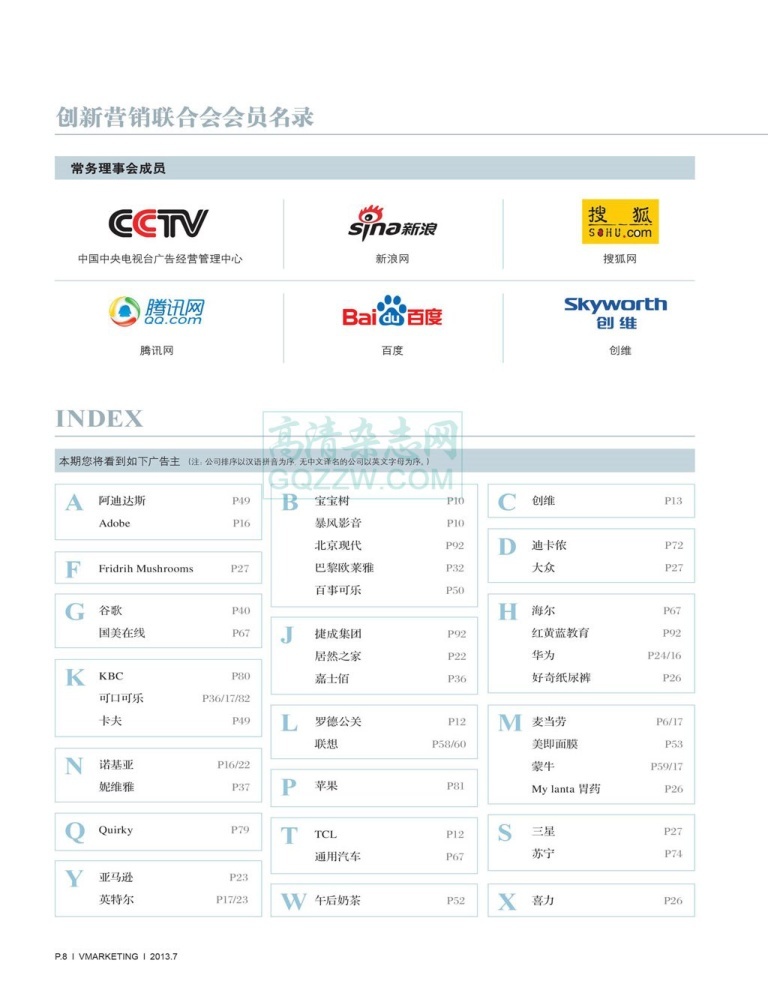 创新营销联合会会员名录
常务理事会成员
CCTV
sina新浪
搜狐
SOHU.com
中国中央电视台广告经营管理中心
新浪网
搜狐网
腾讯网
QQ.com
Bai du 百度
Skyworth
创维
腾讯网
百度
创维
INDEX
本期您将看到如下广告主 (注: 公司排序以汉语拼音为序, 无中文译名的公司以英文字母为序。)
高清杂志网
GQZZW.COM
A 阿迪达斯 P49
Adobe P16
F Fridrih Mushrooms P27
G 谷歌 P40
国美在线 P67
K KBC P80
可口可乐 P36/17/82
卡夫 P49
N 诺基亚 P16/22
妮维雅 P37
Q Quirky P79
Y 亚马逊 P23
英特尔 P17/23
B 宝宝树 P10
暴风影音 P10
北京现代 P92
巴黎欧莱雅 P32
百事可乐 P50
J 捷成集团 P92
居然之家 P22
嘉士佰 P36
L 罗德公关 P12
联想 P58/60
P 苹果 P81
T TCL P12
通用汽车 P67
W 午后奶茶 P52
C 创维 P13
D 迪卡侬 P72
大众 P27
H 海尔 P67
红黄蓝教育 P92
华为 P24/16
好奇纸尿裤 P26
M 麦当劳 P6/17
美即面膜 P53
蒙牛 P59/17
My lanta 胃药 P26
S 三星 P27
苏宁 P74
X 喜力 P26
P.8 I VMARKETING I 2013.7